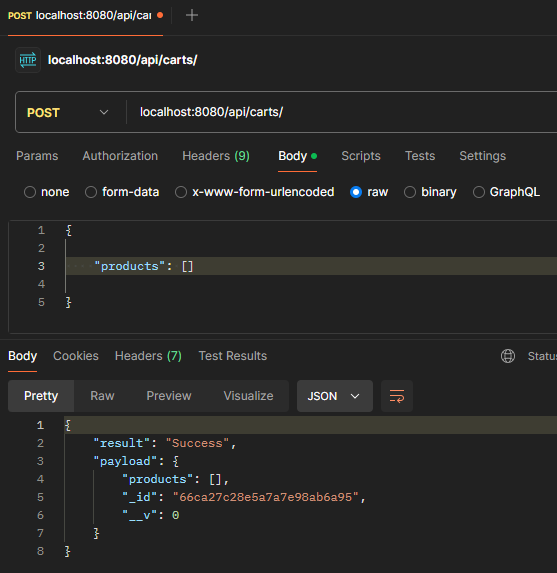 POST localhost:8080/api/car
HTTP localhost:8080/api/carts/
POST localhost:8080/api/carts/
Params Authorization Headers (9) Body Scripts Tests Settings
none form-data x-www-form-urlencoded raw binary GraphQL
1 {
2
3 "products": []
4
5 }
Body Cookies Headers (7) Test Results Statu
Pretty Raw Preview Visualize JSON
1 {
2 "result": "Success",
3 "payload": {
4 "products": [],
5 "_id": "66ca27c28e5a7a7e98ab6a95",
6 "__v": 0
7 }
8 }